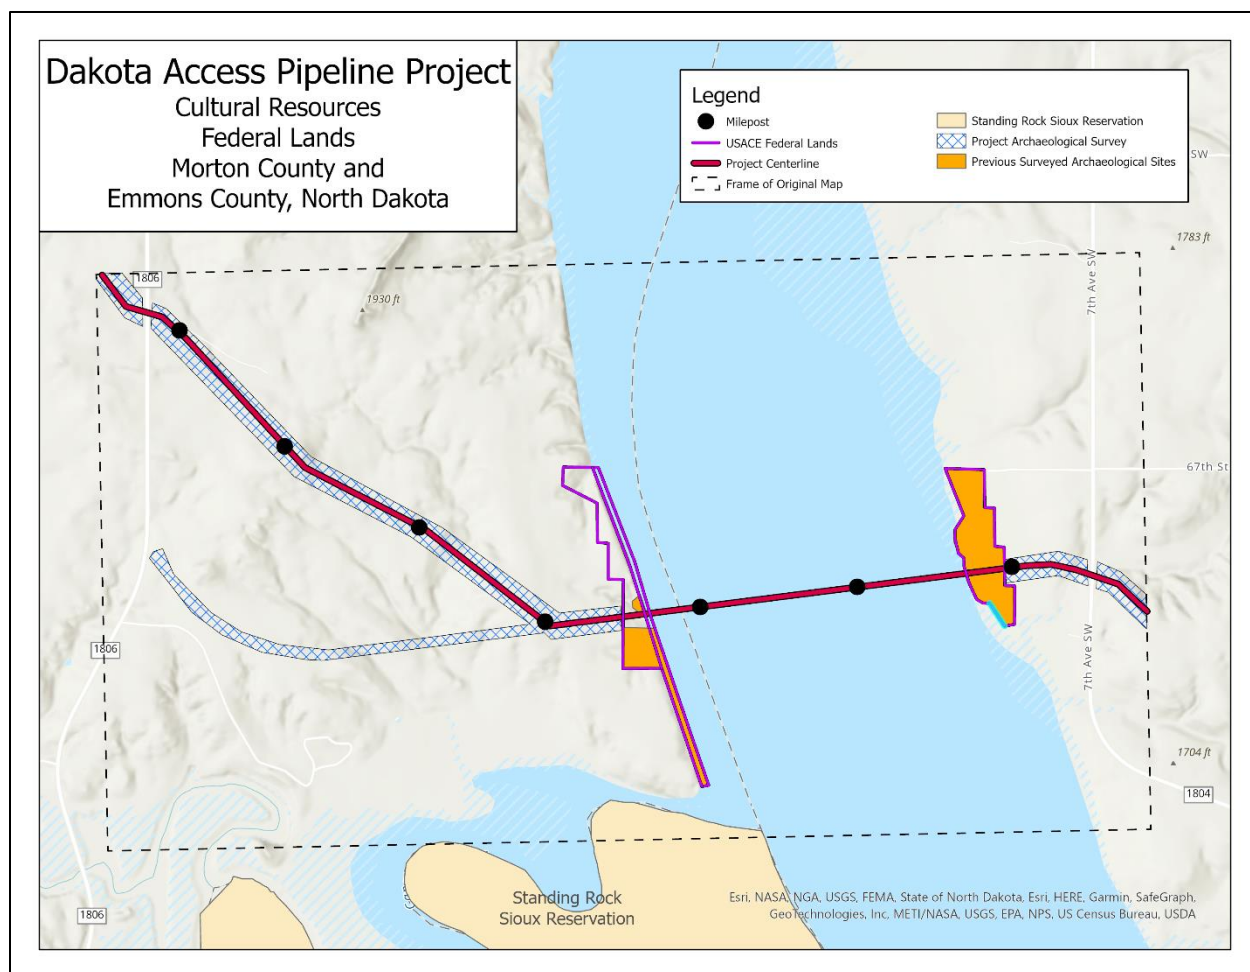 Dakota Access Pipeline Project
Cultural Resources
Federal Lands
Morton County and
Emmons County, North Dakota
Legend
Milepost
USACE Federal Lands
Project Centerline
Frame of Original Map
Standing Rock Sioux Reservation
Project Archaeological Survey
Previous Surveyed Archaeological Sites
SW
1783 ft
1806
1930 ft
7th Ave SW
67th St
1806
7th Ave SW
1704 ft
1804
Standing Rock
Sioux Reservation
1806
Esri, NASA, NGA, USGS, FEMA, State of North Dakota, Esri, HERE, Garmin, SafeGraph,
GeoTechnologies, Inc, METI/NASA, USGS, EPA, NPS, US Census Bureau, USDA